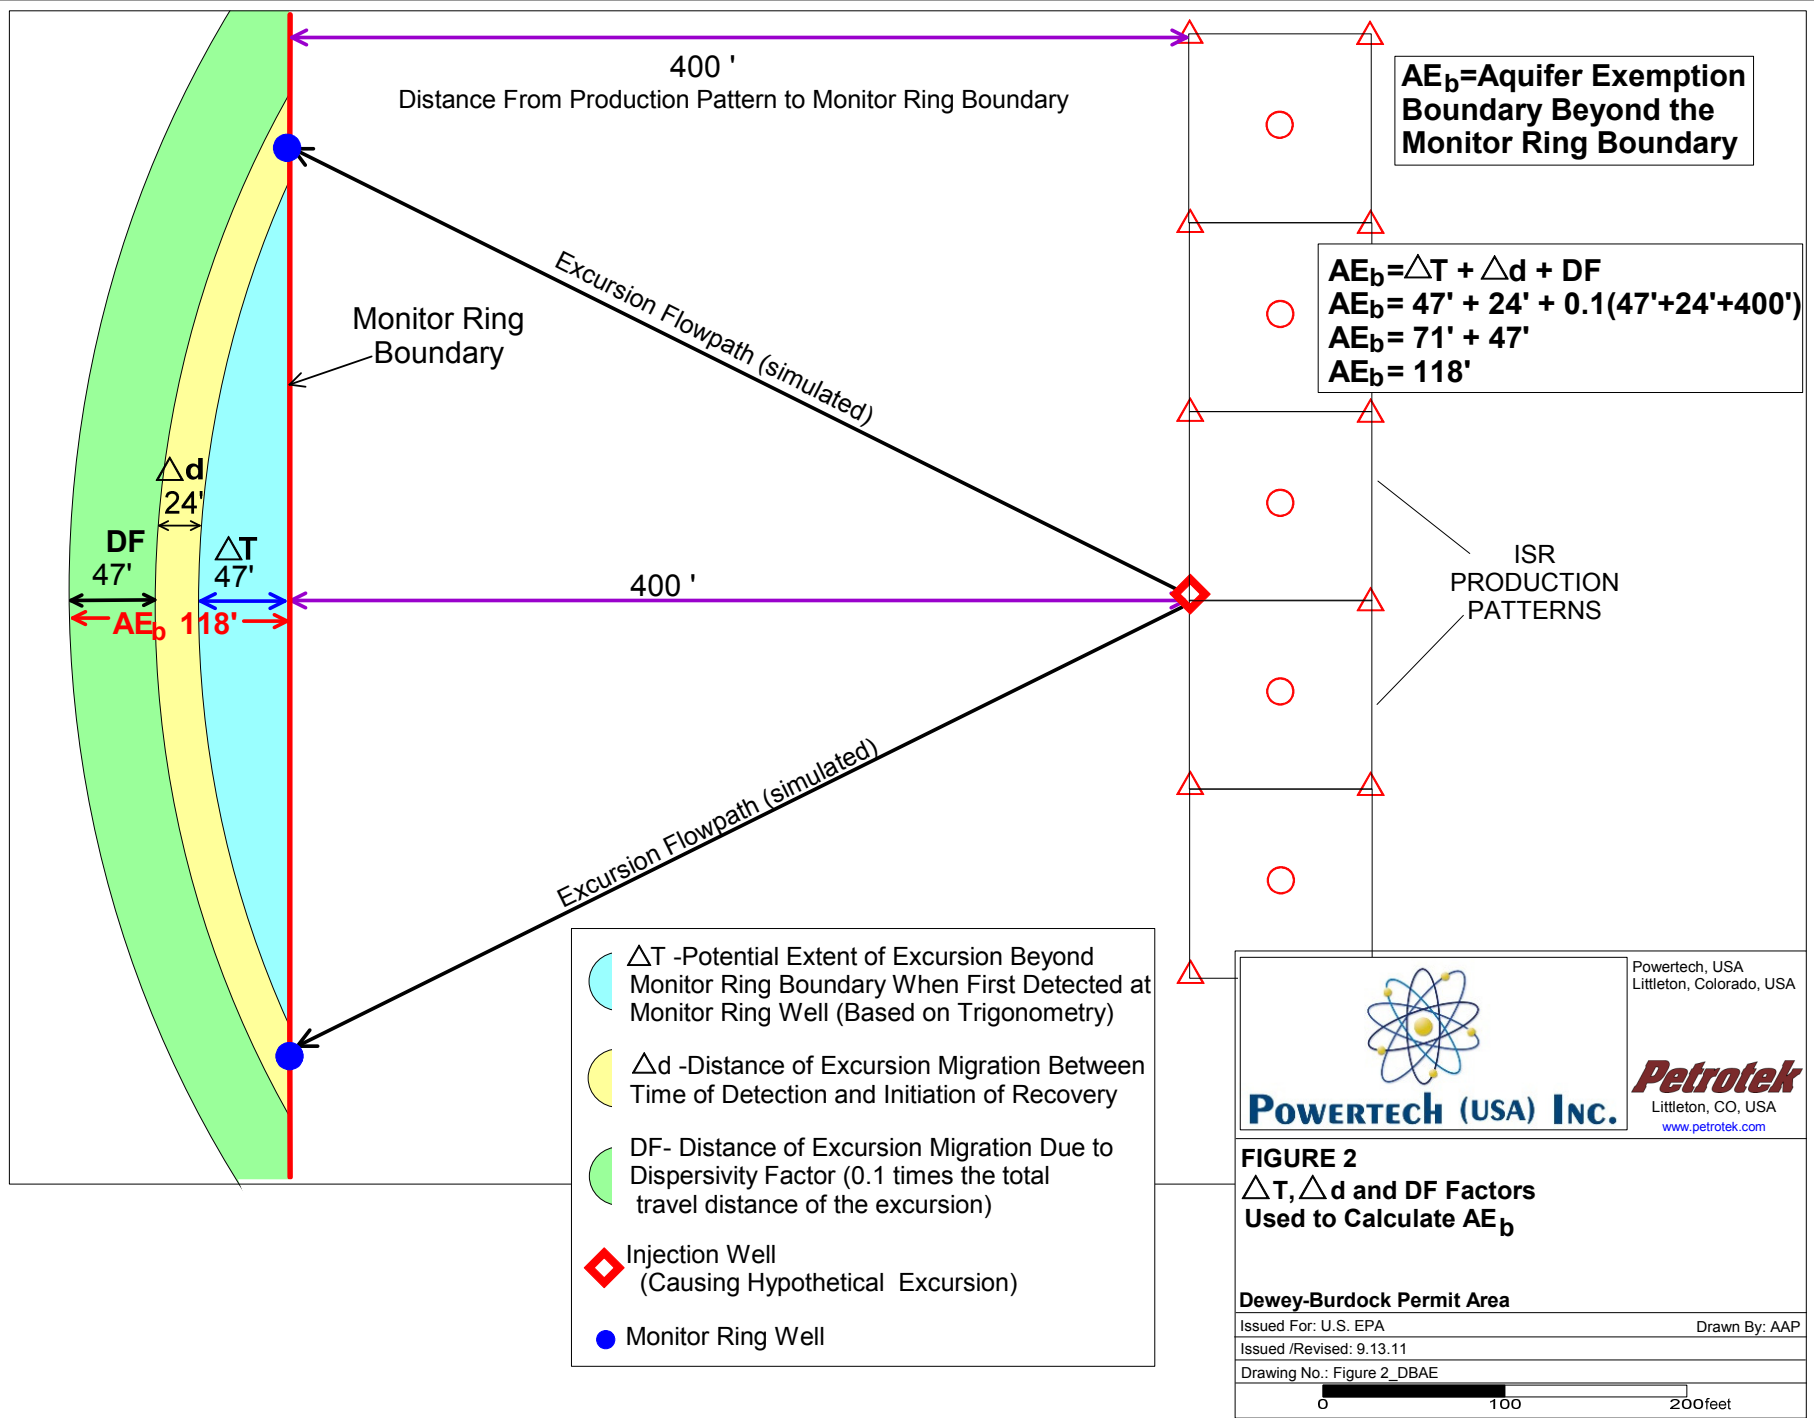 400 '
Distance From Production Pattern to Monitor Ring Boundary
AEb=Aquifer Exemption
Boundary Beyond the
Monitor Ring Boundary
AEb=△T + △d + DF
AEb= 47' + 24' + 0.1(47'+24'+400')
AEb= 71' + 47'
AEb= 118'
Excursion Flowpath (simulated)
Monitor Ring
Boundary
△d
24'
DF
47'
△T
47'
AEb 118'
400 '
ISR
PRODUCTION
PATTERNS
Excursion Flowpath (simulated)
△T -Potential Extent of Excursion Beyond
Monitor Ring Boundary When First Detected at
Monitor Ring Well (Based on Trigonometry)
△d -Distance of Excursion Migration Between
Time of Detection and Initiation of Recovery
DF- Distance of Excursion Migration Due to
Dispersivity Factor (0.1 times the total
travel distance of the excursion)
Injection Well
(Causing Hypothetical Excursion)
Monitor Ring Well
POWERTECH (USA) INC.
Powertech, USA
Littleton, Colorado, USA
Petrotek
Littleton, CO, USA
www.petrotek.com
FIGURE 2
△T, △d and DF Factors
Used to Calculate AEb
Dewey-Burdock Permit Area
Issued For: U.S. EPA
Drawn By: AAP
Issued /Revised: 9.13.11
Drawing No.: Figure 2_DBAE
0 100 200feet